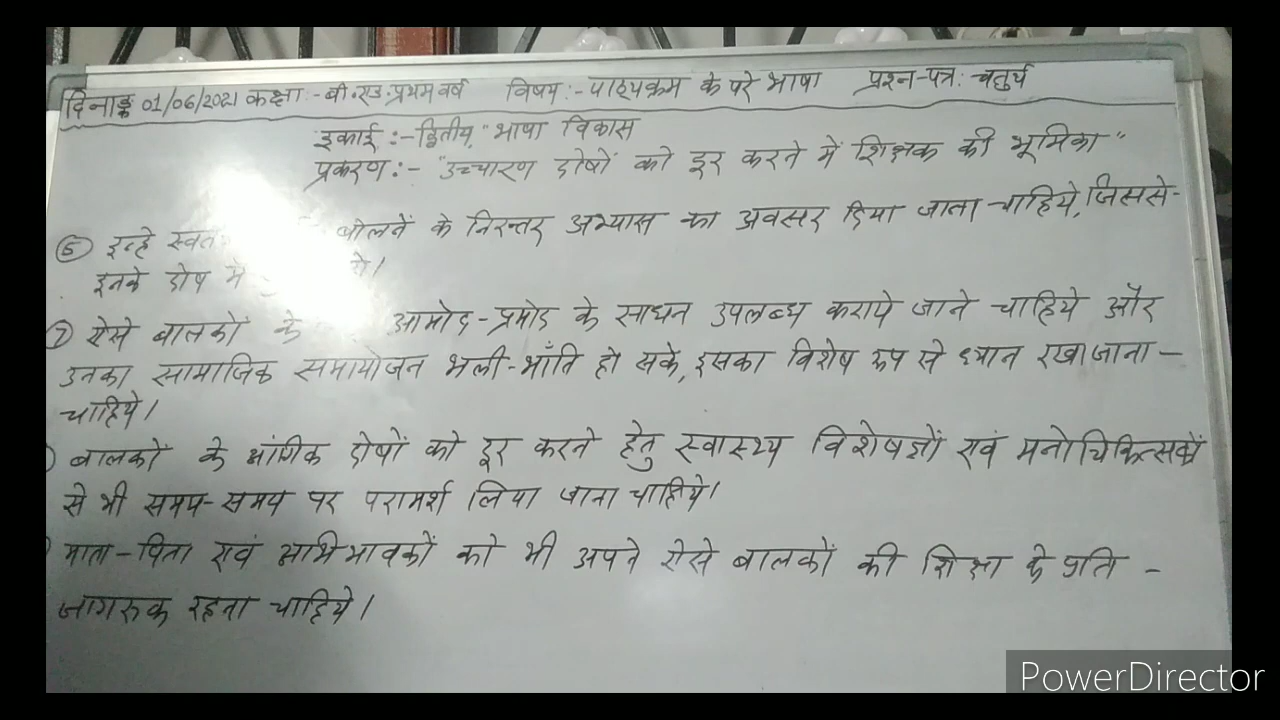 दिनाङ्क 01/06/2021 कक्षा:- बी.एड.प्रथम वर्ष विषय:- पाठ्यक्रम के परे भाषा प्रश्न-पत्र: चतुर्थ
इकाई :- द्वितीय, "भाषा विकास
प्रकरण :- "उच्चारण दोषों को दूर करने में शिक्षक की भूमिका"
इन्हे बोलनें के निरन्तर अभ्यास का अवसर दिया जाना चाहिये, जिससे-
इनके दोष में
⑦ ऐसे बालकों के आमोद-प्रमोद के साधन उपलब्ध कराये जाने चाहिये और
उनका सामाजिक समायोजन भली-भाँति हो सके, इसका विशेष रूप से ध्यान रखा जाना -
चाहिये।
बालकों के आंगिक दोषों को दूर करने हेतु स्वास्थ्य विशेषज्ञों एवं मनोचिकित्सकों
से भी समय-समय पर परामर्श लिया जाना चाहिये।
माता-पिता एवं अभिभावकों को भी अपने ऐसे बालकों की शिक्षा के प्रति -
जागरुक रहना चाहिये।
PowerDirector